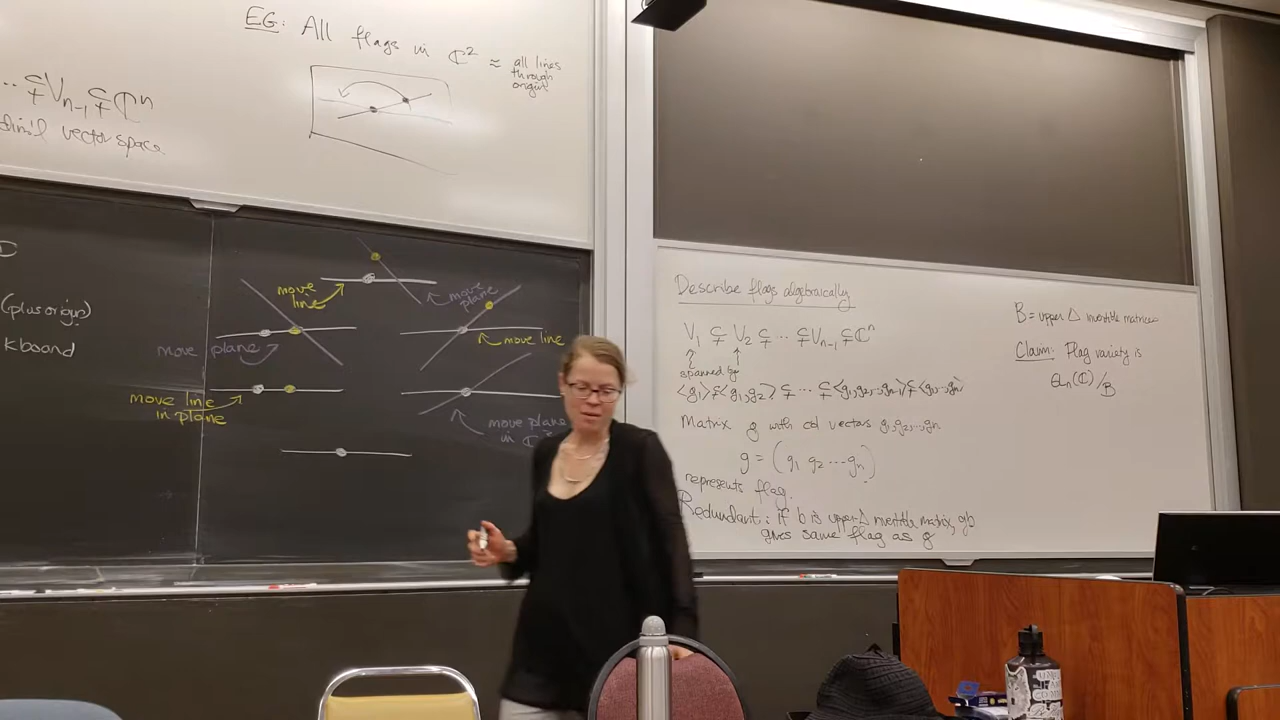 EG: All flags in ℂ² ≈ all lines
through
origin
... ⊊ Vₙ₋₁ ⊊ ℂⁿ
dim'l vector space
(plus origin)
kboard
move
line
move
plane
move plane
move line
move line
in plane
move plane
in ℂ
Describe flags algebraically
V₁ ⊊ V₂ ⊊ ... ⊊ Vₙ₋₁ ⊊ ℂⁿ
spanned by
<g₁> ⊊ <g₁,g₂> ⊊ ... ⊊ <g₁,g₂,...,gₙ₋₁> ⊊ <g₁,...,gₙ>
Matrix g with col vectors g₁,g₂,...,gₙ
g = (g₁ g₂ ... gₙ)
represents flag.
Redundant: if b is upper-Δ invertible matrix, gb
gives same flag as g
B = upper Δ invertible matrices
Claim: Flag variety is
GLₙ(ℂ)/B